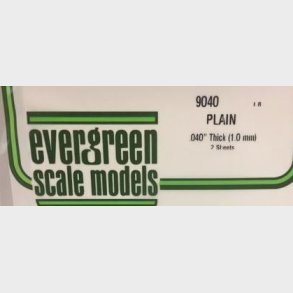 9040
PLAIN
.040" Thick (1.0 mm)
2 Sheets
evergreen
scale models